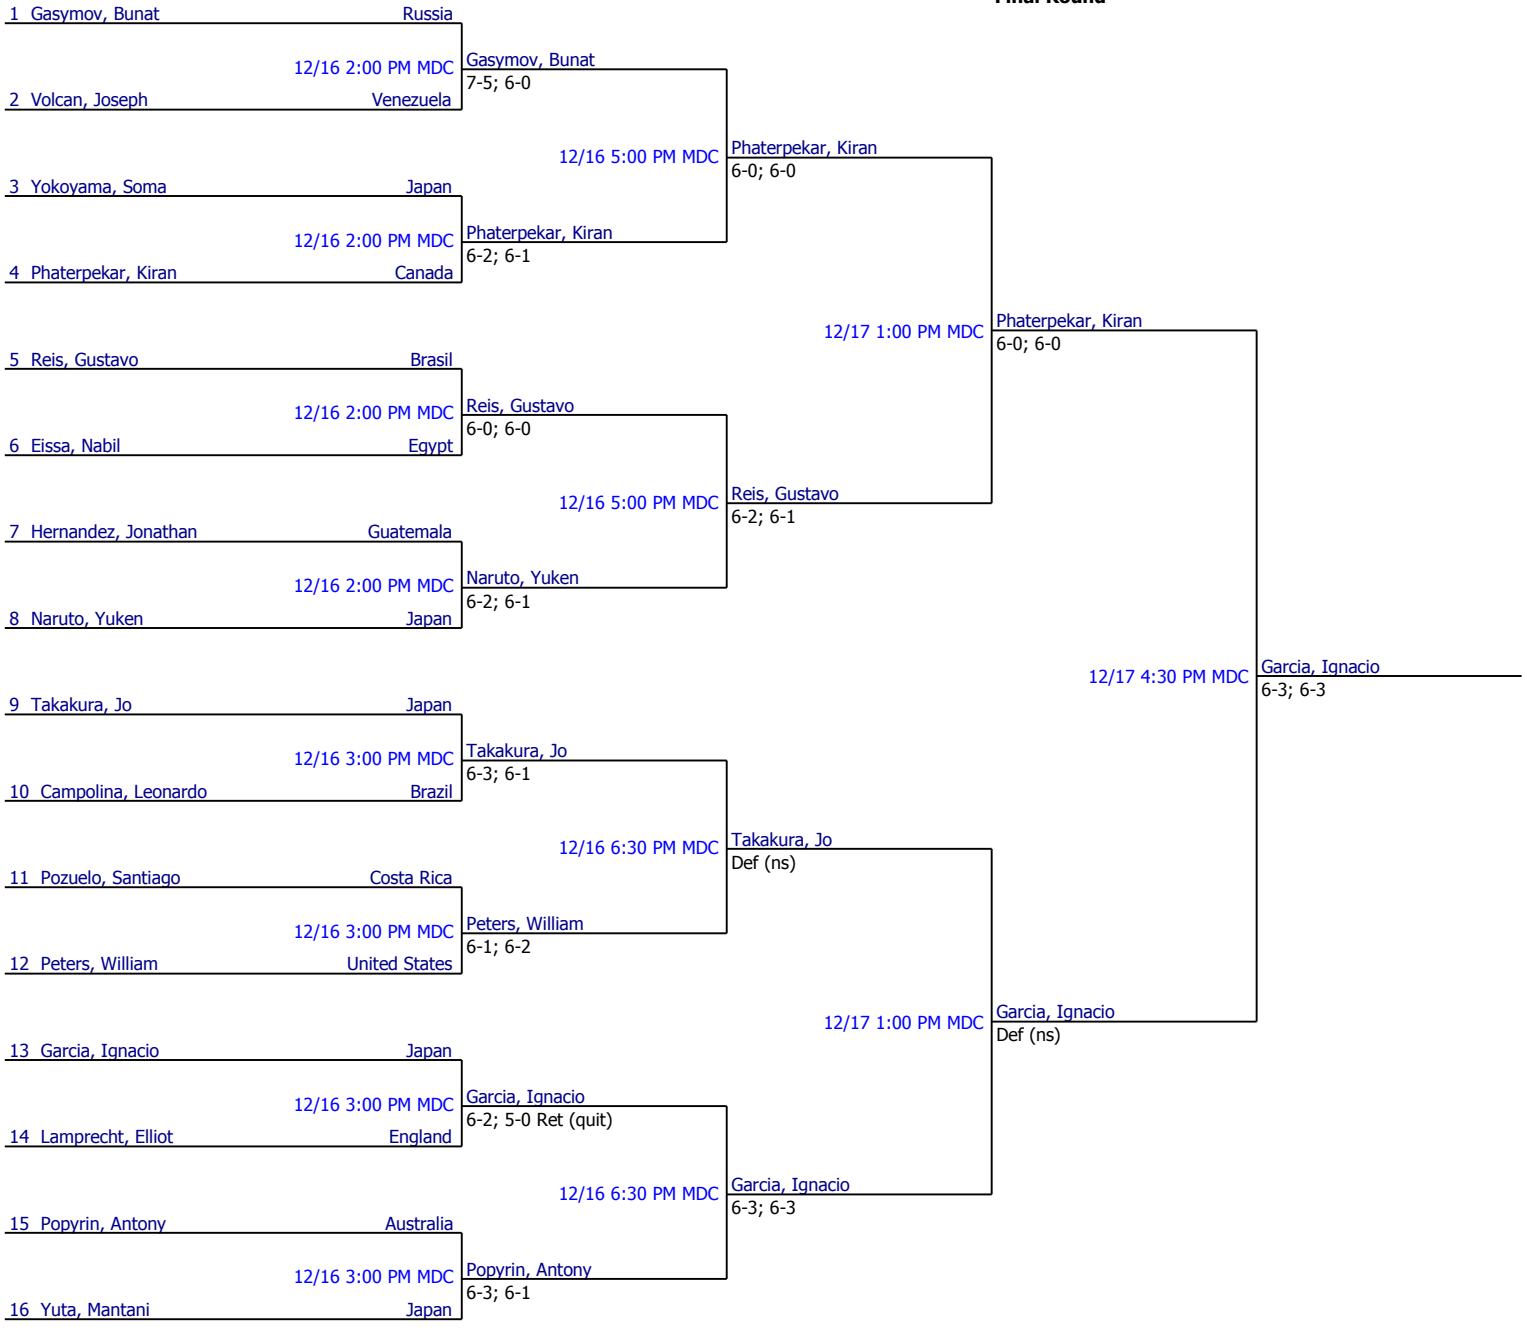 Final Round
1 Gasymov, Bunat Russia
12/16 2:00 PM MDC
Gasymov, Bunat
7-5; 6-0
2 Volcan, Joseph Venezuela
12/16 5:00 PM MDC
Phaterpekar, Kiran
6-0; 6-0
3 Yokoyama, Soma Japan
12/16 2:00 PM MDC
Phaterpekar, Kiran
6-2; 6-1
4 Phaterpekar, Kiran Canada
12/17 1:00 PM MDC
Phaterpekar, Kiran
6-0; 6-0
5 Reis, Gustavo Brasil
12/16 2:00 PM MDC
Reis, Gustavo
6-0; 6-0
6 Eissa, Nabil Egypt
12/16 5:00 PM MDC
Reis, Gustavo
6-2; 6-1
7 Hernandez, Jonathan Guatemala
12/16 2:00 PM MDC
Naruto, Yuken
6-2; 6-1
8 Naruto, Yuken Japan
12/17 4:30 PM MDC
Garcia, Ignacio
6-3; 6-3
9 Takakura, Jo Japan
12/16 3:00 PM MDC
Takakura, Jo
6-3; 6-1
10 Campolina, Leonardo Brazil
12/16 6:30 PM MDC
Takakura, Jo
Def (ns)
11 Pozuelo, Santiago Costa Rica
12/16 3:00 PM MDC
Peters, William
6-1; 6-2
12 Peters, William United States
12/17 1:00 PM MDC
Garcia, Ignacio
Def (ns)
13 Garcia, Ignacio Japan
12/16 3:00 PM MDC
Garcia, Ignacio
6-2; 5-0 Ret (quit)
14 Lamprecht, Elliot England
12/16 6:30 PM MDC
Garcia, Ignacio
6-3; 6-3
15 Popyrin, Antony Australia
12/16 3:00 PM MDC
Popyrin, Antony
6-3; 6-1
16 Yuta, Mantani Japan